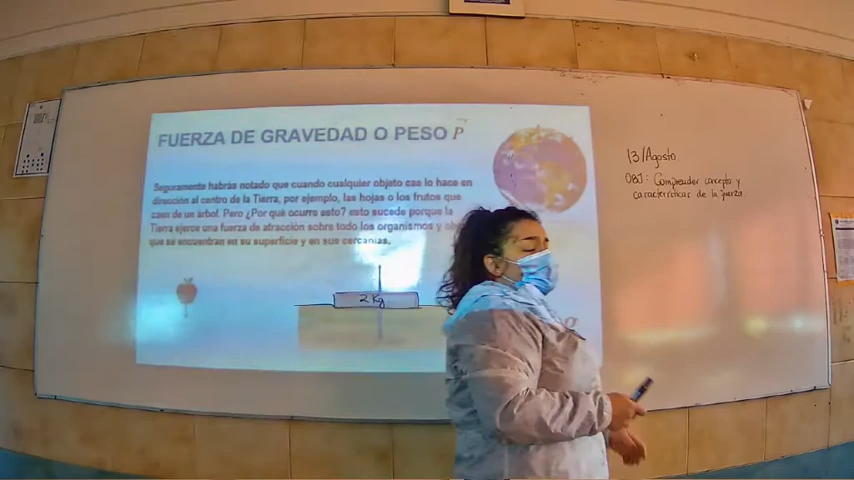 FUERZA DE GRAVEDAD O PESO P
Seguramente habrás notado que cuando cualquier objeto cae lo hace en
dirección al centro de la Tierra, por ejemplo, las hojas o los frutos que
caen de un árbol. Pero ¿Por qué ocurre esto? esto sucede porque la
Tierra ejerce una fuerza de atracción sobre todo los organismos y
que se encuentran en su superficie y en sus cercanías.
2 Kg
13/Agosto
OBJ: Comprender concepto y
características de la fuerza.